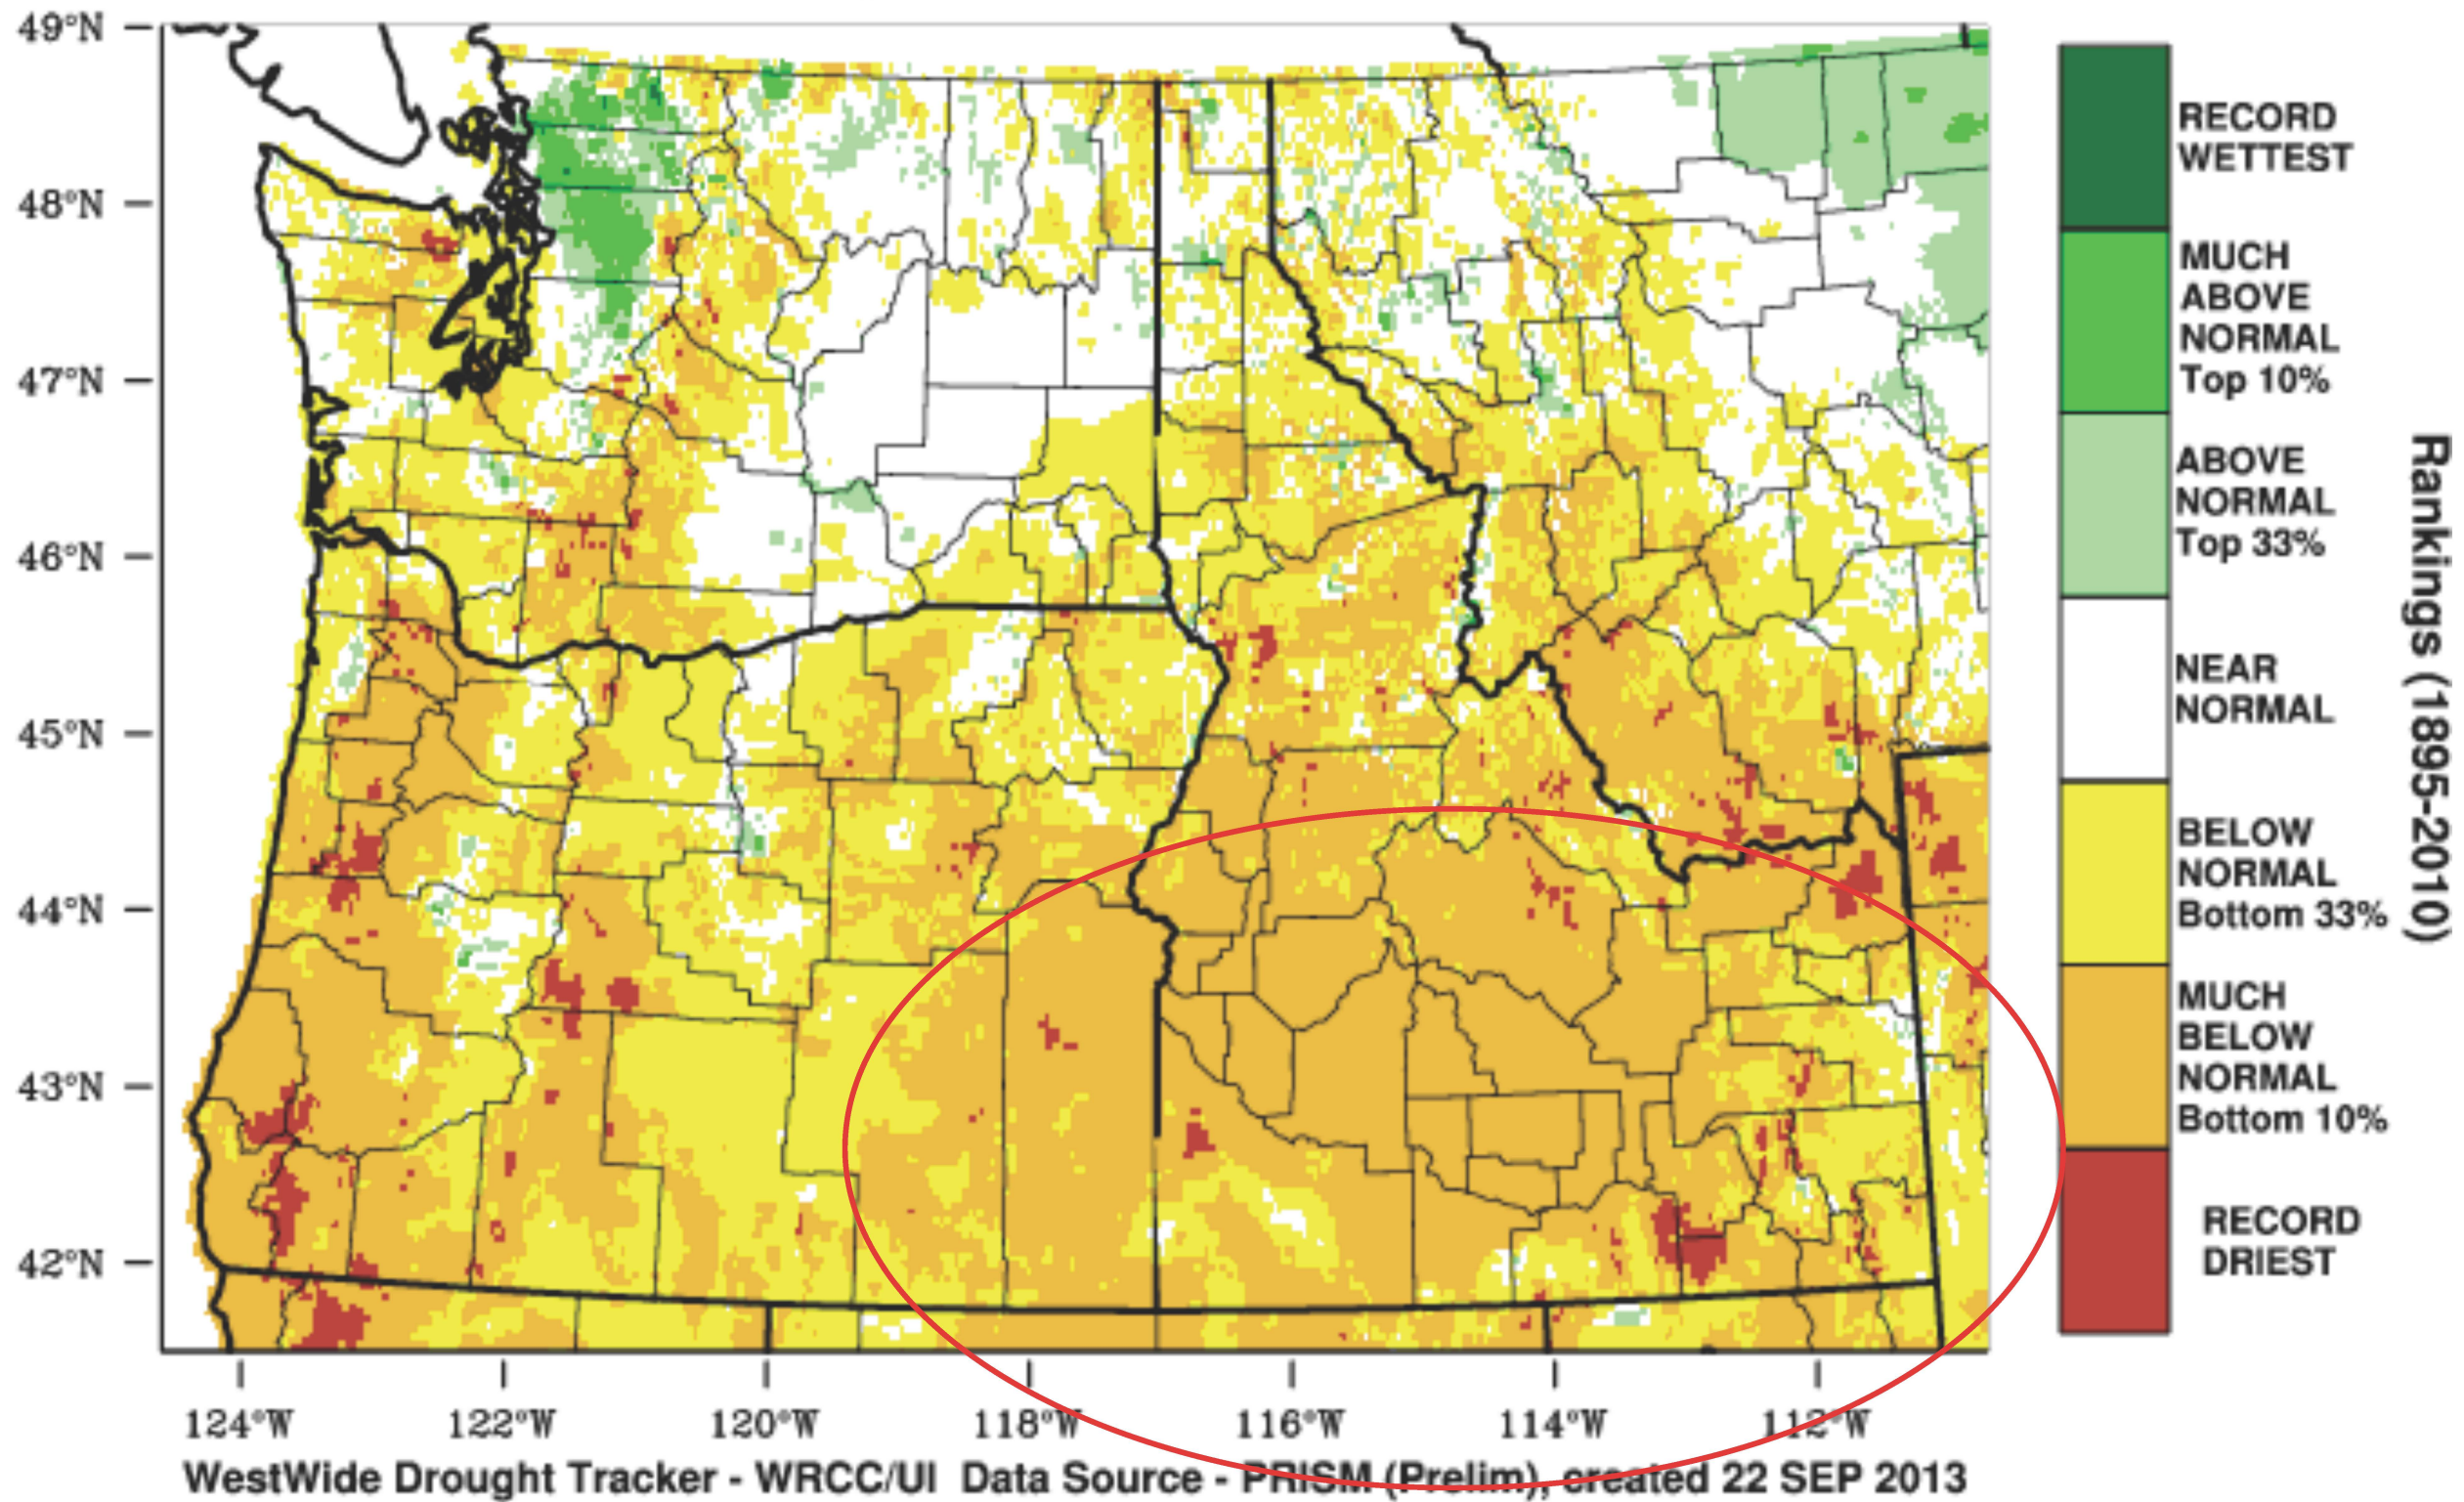 49°N
48°N
47°N
46°N
45°N
44°N
43°N
42°N
124°W 122°W 120°W 118°W 116°W 114°W 112°W
WestWide Drought Tracker - WRCC/UI Data Source - PRISM (Prelim), created 22 SEP 2013
RECORD
WETTEST
MUCH
ABOVE
NORMAL
Top 10%
ABOVE
NORMAL
Top 33%
NEAR
NORMAL
BELOW
NORMAL
Bottom 33%
MUCH
BELOW
NORMAL
Bottom 10%
RECORD
DRIEST
Rankings (1895-2010)